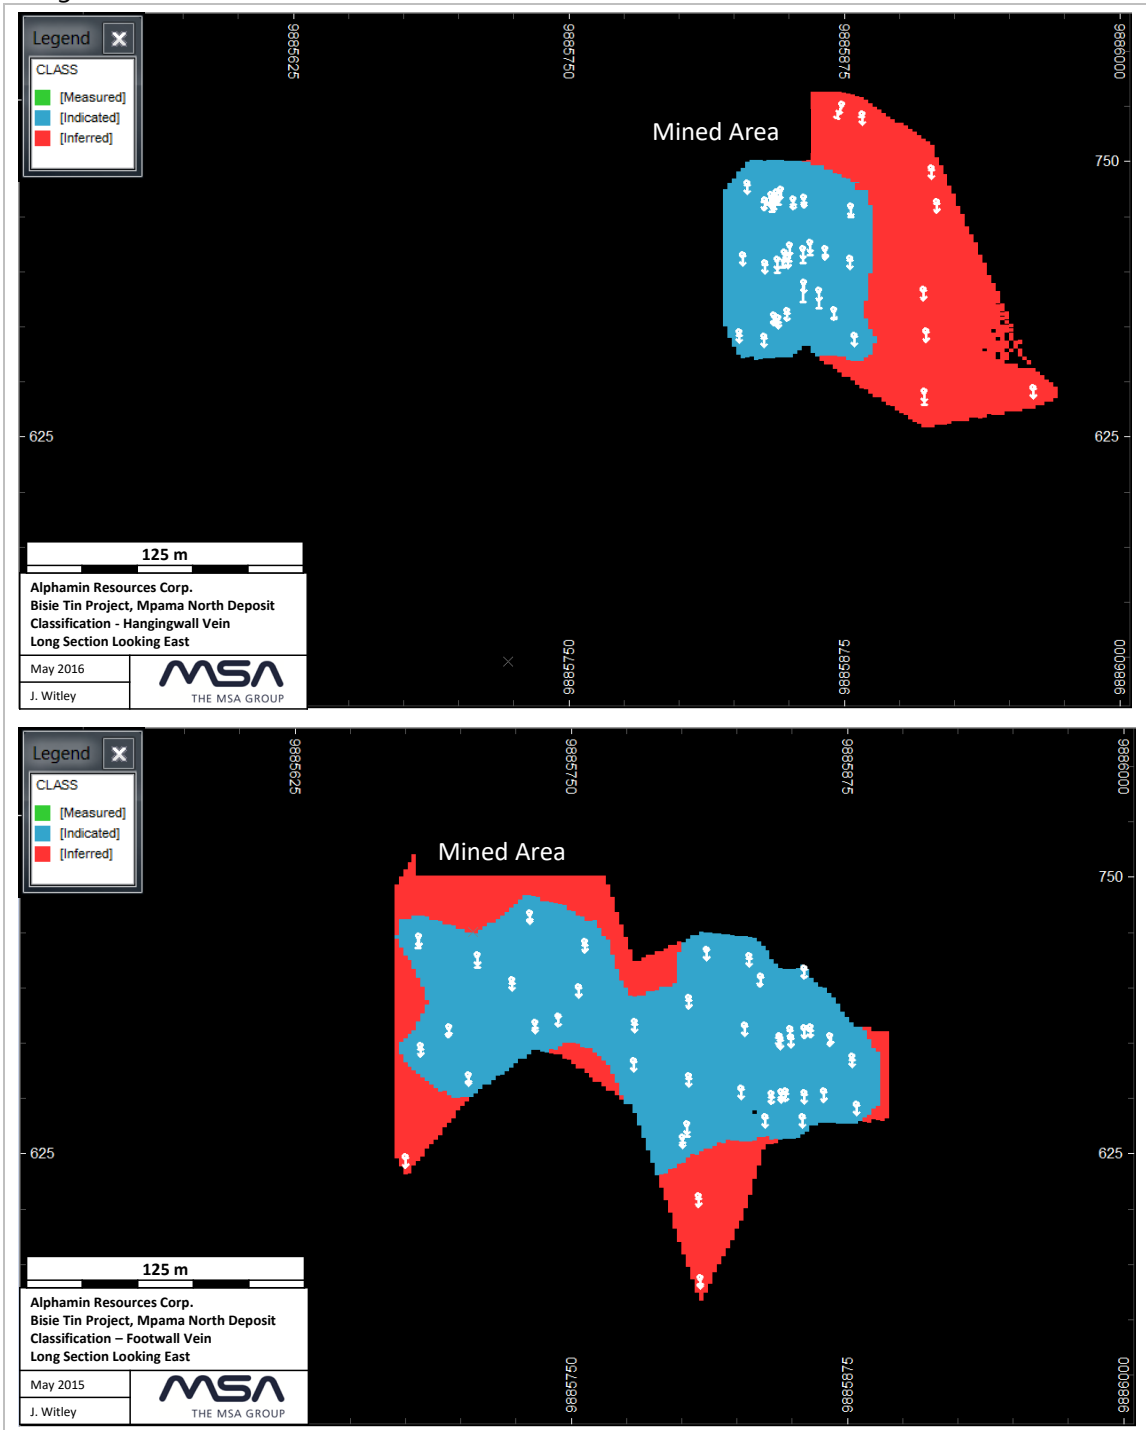 Legend
CLASS
[Measured]
[Indicated]
[Inferred]
9885625
9885750
9885875
9886000
Mined Area
750
625
625
125 m
Alphamin Resources Corp.
Bisie Tin Project, Mpama North Deposit
Classification - Hangingwall Vein
Long Section Looking East
May 2016
J. Witley
MSA
THE MSA GROUP
9885750
9885875
9886000
Legend
CLASS
[Measured]
[Indicated]
[Inferred]
9885625
9885750
9885875
9886000
Mined Area
750
625
625
125 m
Alphamin Resources Corp.
Bisie Tin Project, Mpama North Deposit
Classification – Footwall Vein
Long Section Looking East
May 2015
J. Witley
MSA
THE MSA GROUP
9885750
9885875
9886000